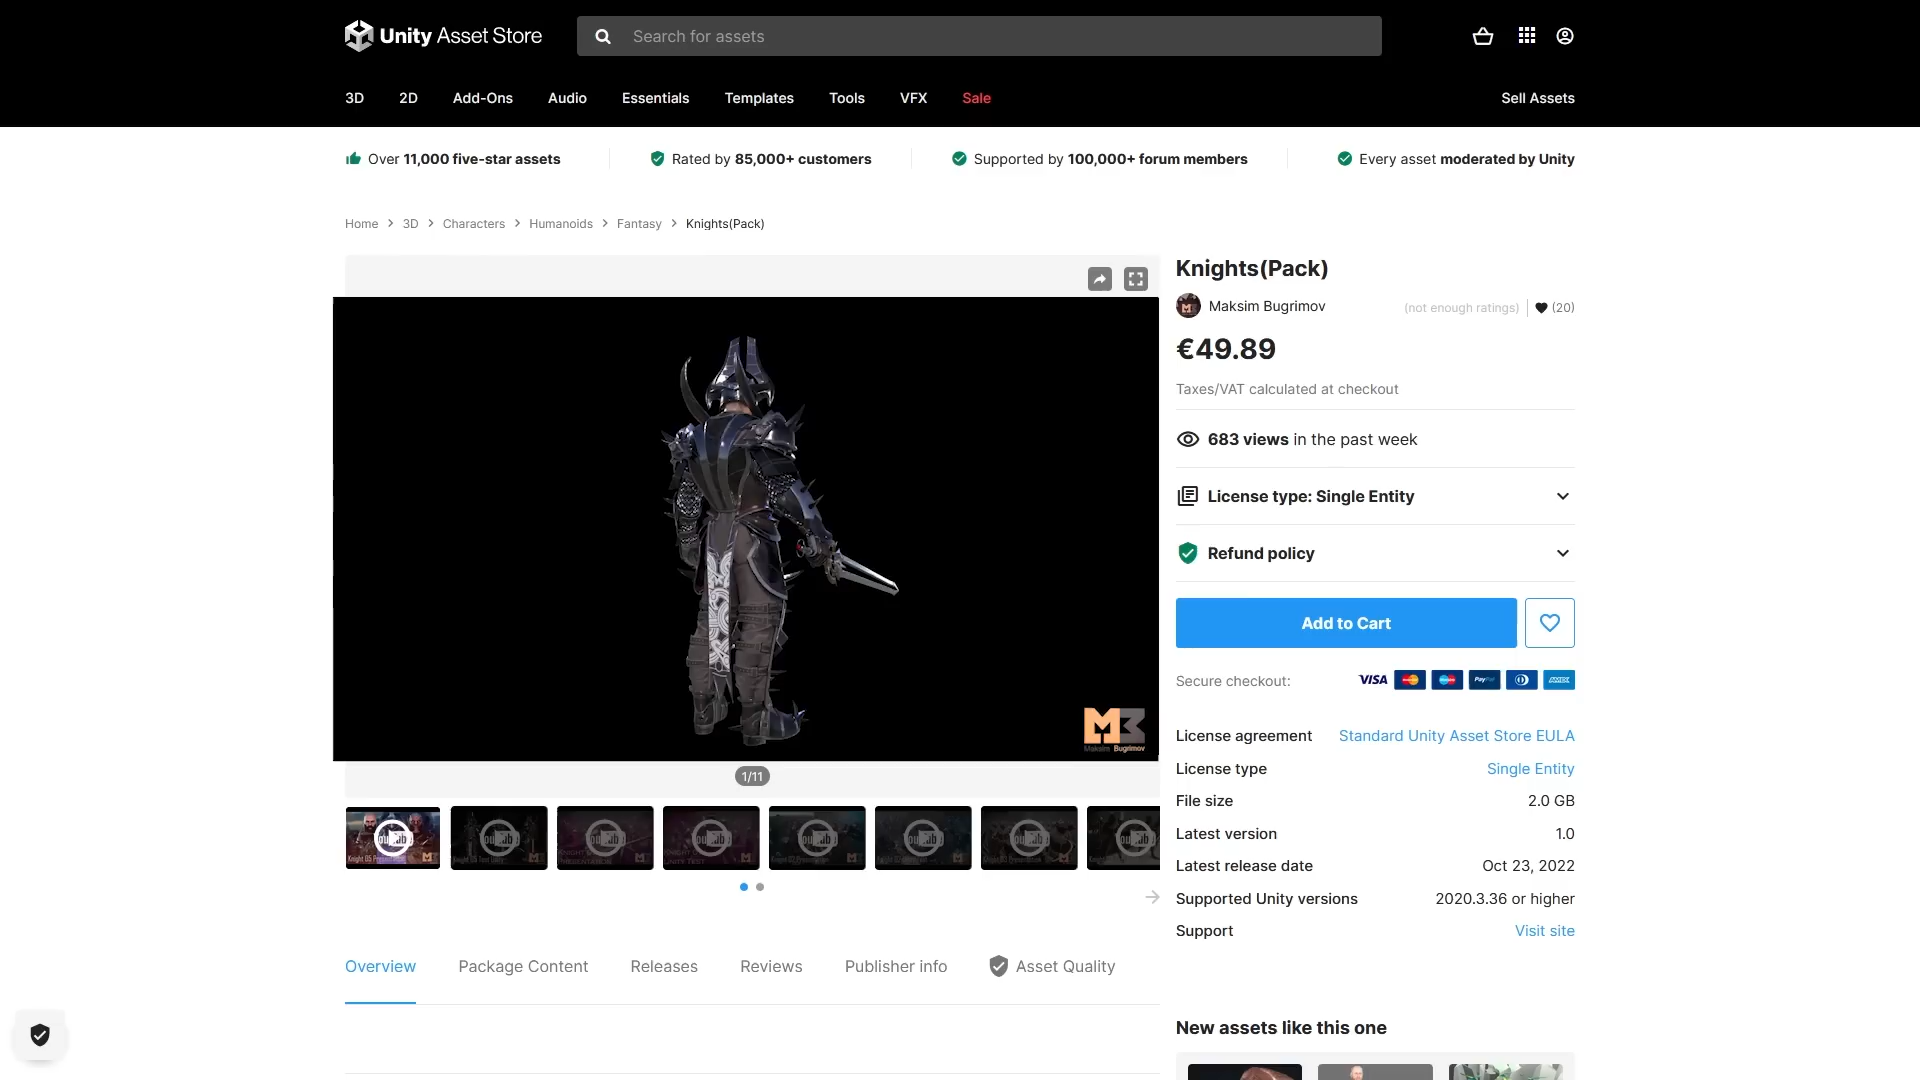 Unity Asset Store
Search for assets
3D 2D Add-Ons Audio Essentials Templates Tools VFX Sale Sell Assets
Over 11,000 five-star assets
Rated by 85,000+ customers
Supported by 100,000+ forum members
Every asset moderated by Unity
Home > 3D > Characters > Humanoids > Fantasy > Knights(Pack)
Knights(Pack)
Maksim Bugrimov
(not enough ratings) (20)
€49.89
Taxes/VAT calculated at checkout
683 views in the past week
License type: Single Entity
Refund policy
Add to Cart
Secure checkout:
VISA
PayPal
License agreement Standard Unity Asset Store EULA
License type Single Entity
File size 2.0 GB
Latest version 1.0
Latest release date Oct 23, 2022
Supported Unity versions 2020.3.36 or higher
Support Visit site
Maksim Bugrimov
1/11
Overview Package Content Releases Reviews Publisher info Asset Quality
New assets like this one